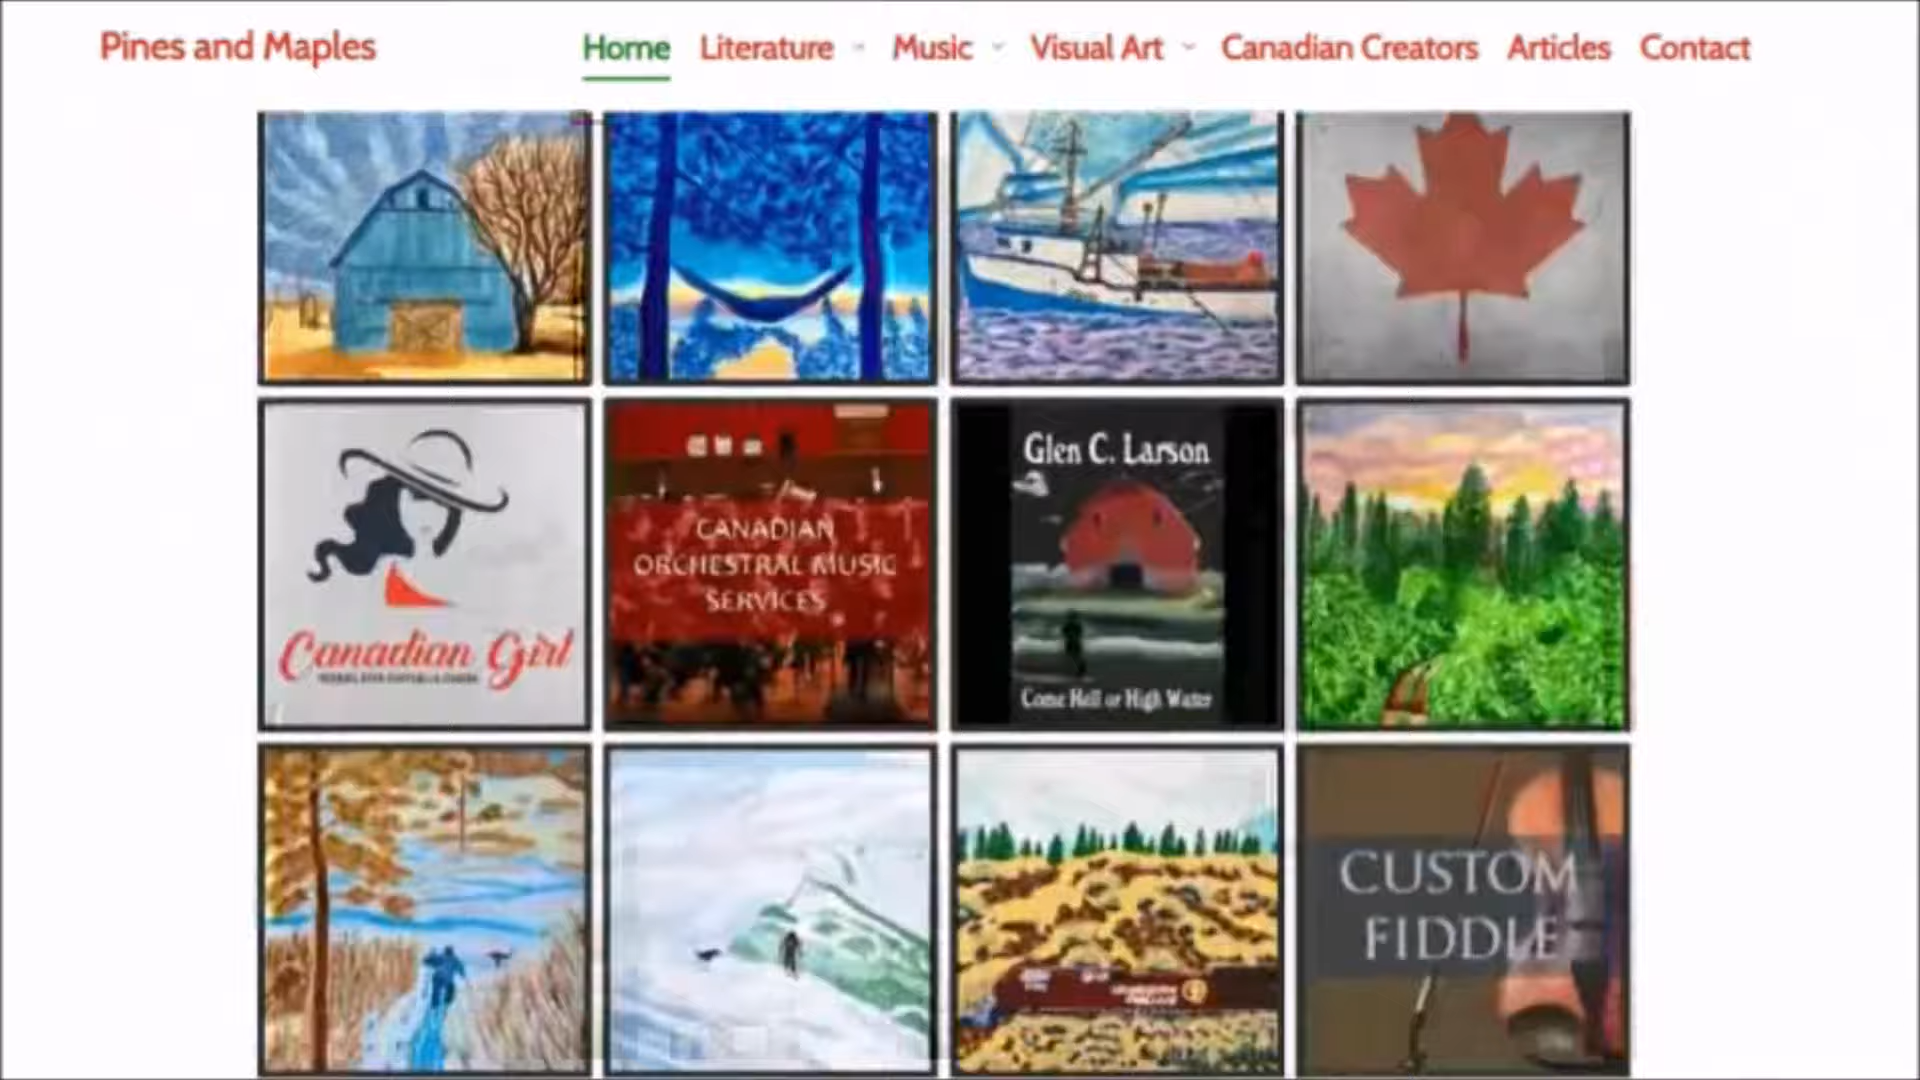 Pines and Maples
Home Literature Music Visual Art Canadian Creators Articles Contact
Canadian Girl
CANADIAN
ORCHESTRAL MUSIC
SERVICES
Glen C. Larson
Come Hell or High Water
CUSTOM
FIDDLE